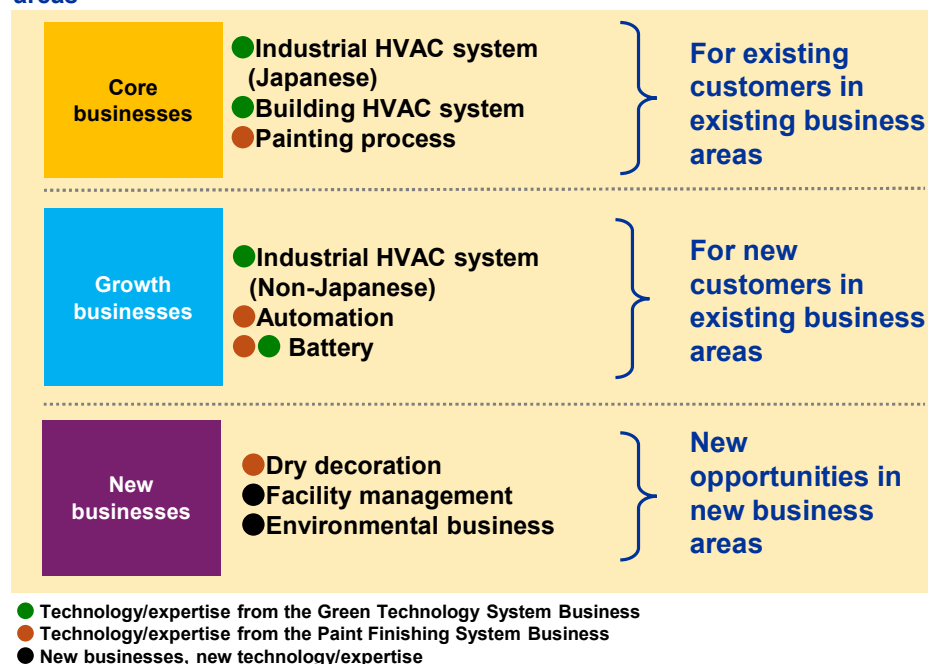 areas
Core
businesses
●Industrial HVAC system
(Japanese)
●Building HVAC system
●Painting process
For existing
customers in
existing business
areas
Growth
businesses
●Industrial HVAC system
(Non-Japanese)
●Automation
●● Battery
For new
customers in
existing business
areas
New
businesses
●Dry decoration
●Facility management
●Environmental business
New
opportunities in
new business
areas
● Technology/expertise from the Green Technology System Business
● Technology/expertise from the Paint Finishing System Business
● New businesses, new technology/expertise